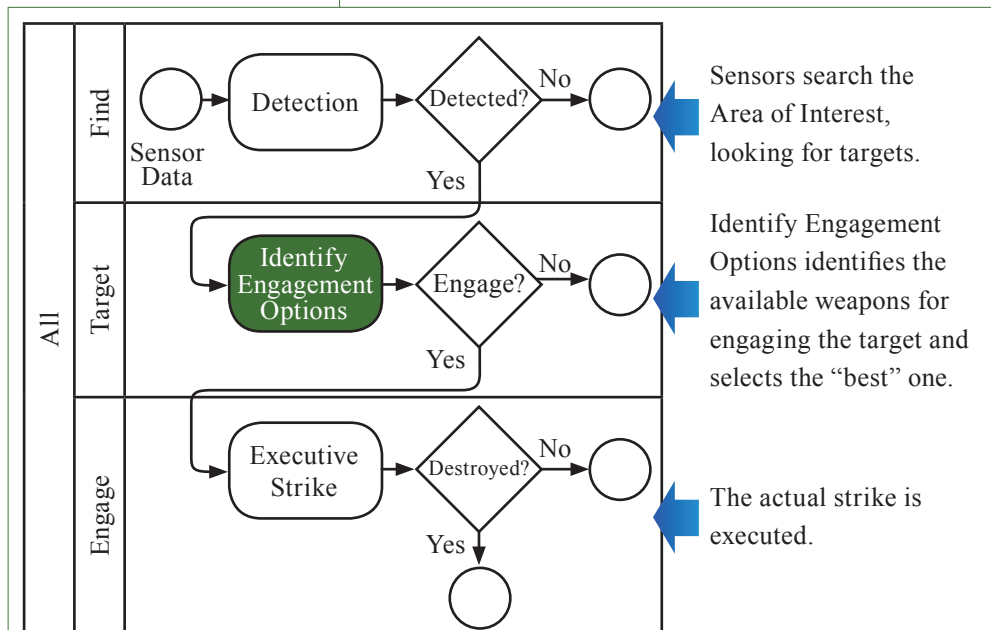 All
Find
Sensor
Data
Detection
Detected?
No
Yes
Sensors search the
Area of Interest,
looking for targets.
Target
Identify
Engagement
Options
Engage?
No
Yes
Identify Engagement
Options identifies the
available weapons for
engaging the target and
selects the “best” one.
Engage
Executive
Strike
Destroyed?
No
Yes
The actual strike is
executed.